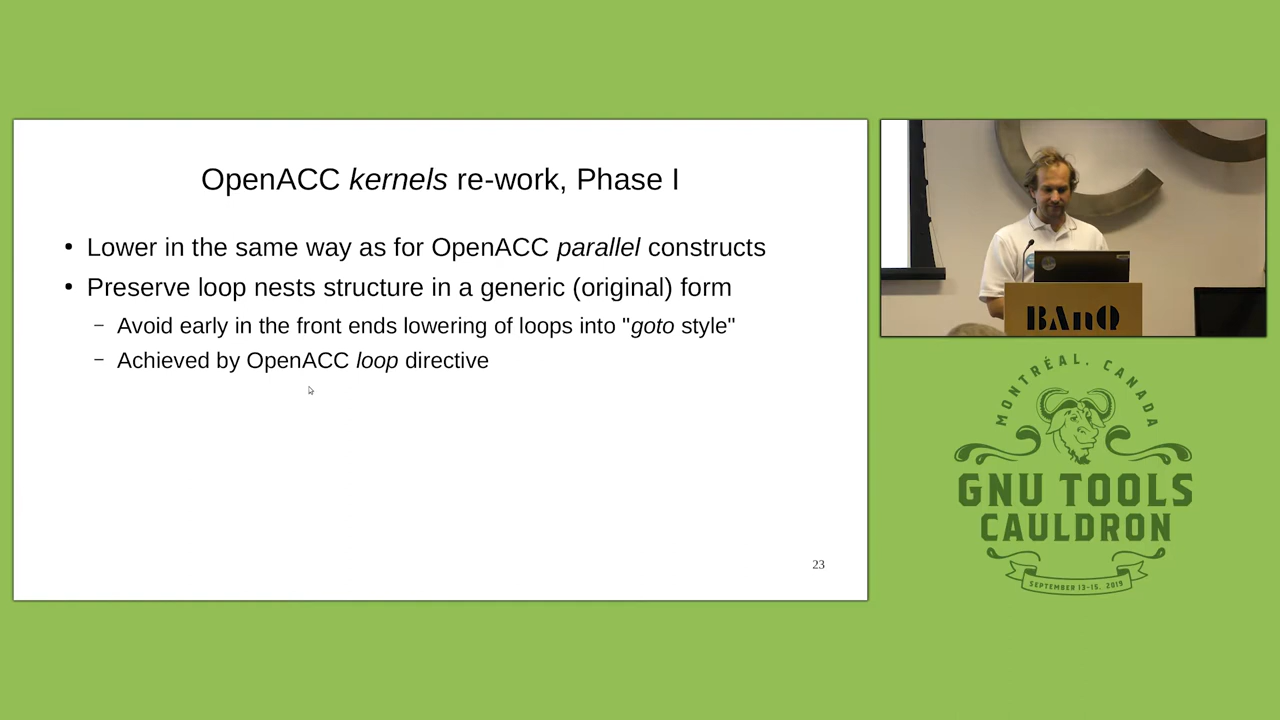 OpenACC kernels re-work, Phase I
• Lower in the same way as for OpenACC parallel constructs
• Preserve loop nests structure in a generic (original) form
– Avoid early in the front ends lowering of loops into "goto style"
– Achieved by OpenACC loop directive
23
BAnQ
MONTRÉAL, CANADA
GNU TOOLS
CAULDRON
SEPTEMBER 13-15, 2019